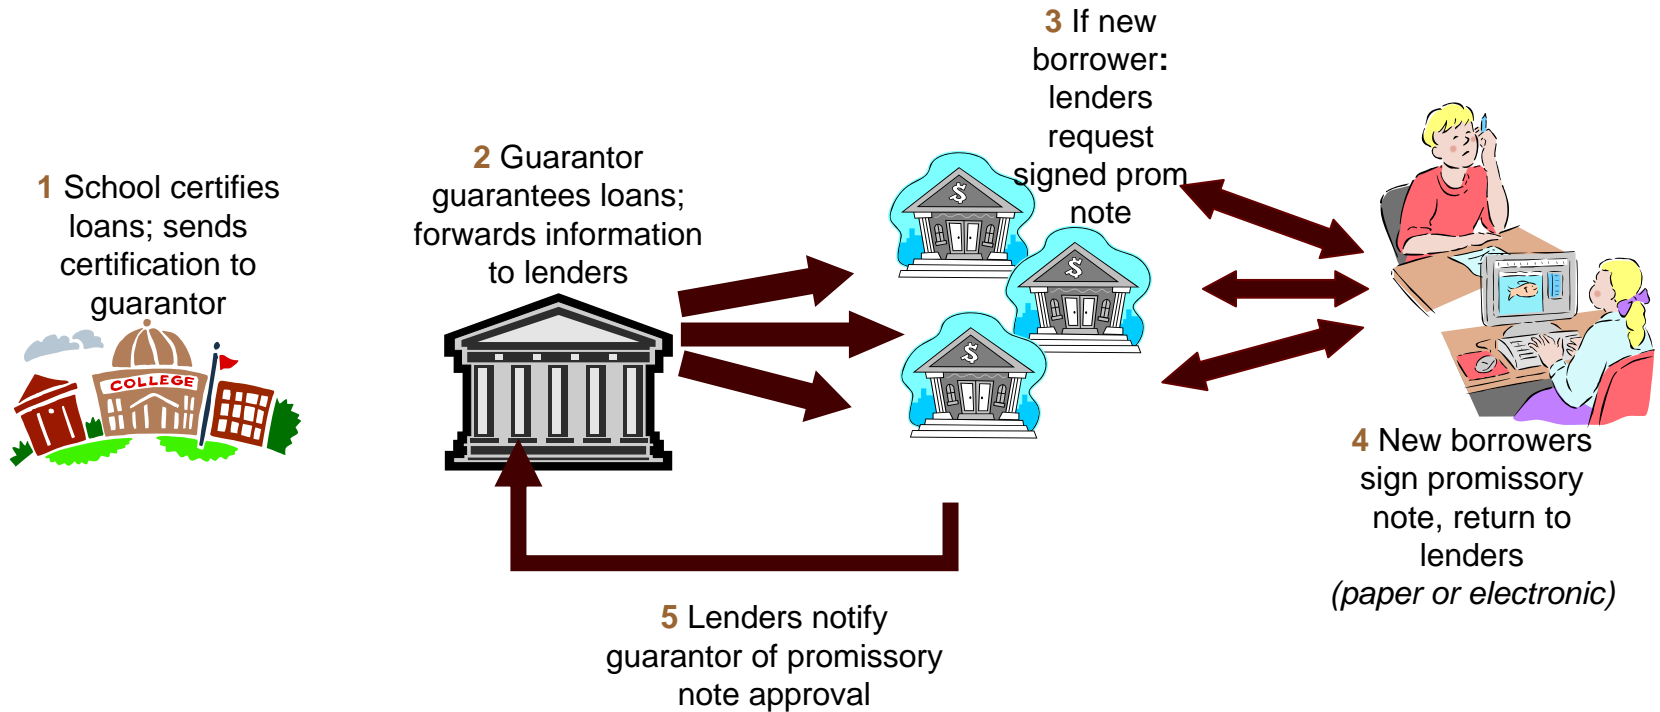 1 School certifies
loans; sends
certification to
guarantor
COLLEGE
2 Guarantor
guarantees loans;
forwards information
to lenders
3 If new
borrower:
lenders
request
signed prom
note
$
$
$
4 New borrowers
sign promissory
note, return to
lenders
(paper or electronic)
5 Lenders notify
guarantor of promissory
note approval